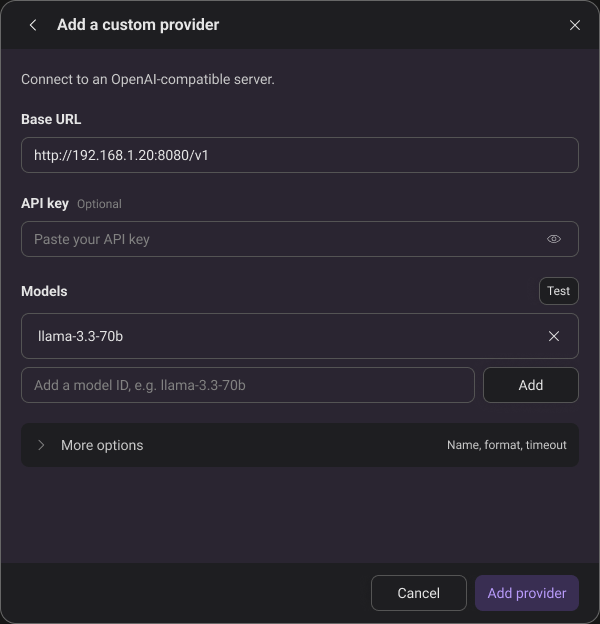 Add a custom provider
Connect to an OpenAI-compatible server.
Base URL
http://192.168.1.20:8080/v1
API key Optional
Paste your API key
Models Test
llama-3.3-70b
Add a model ID, e.g. llama-3.3-70b Add
More options Name, format, timeout
Cancel Add provider